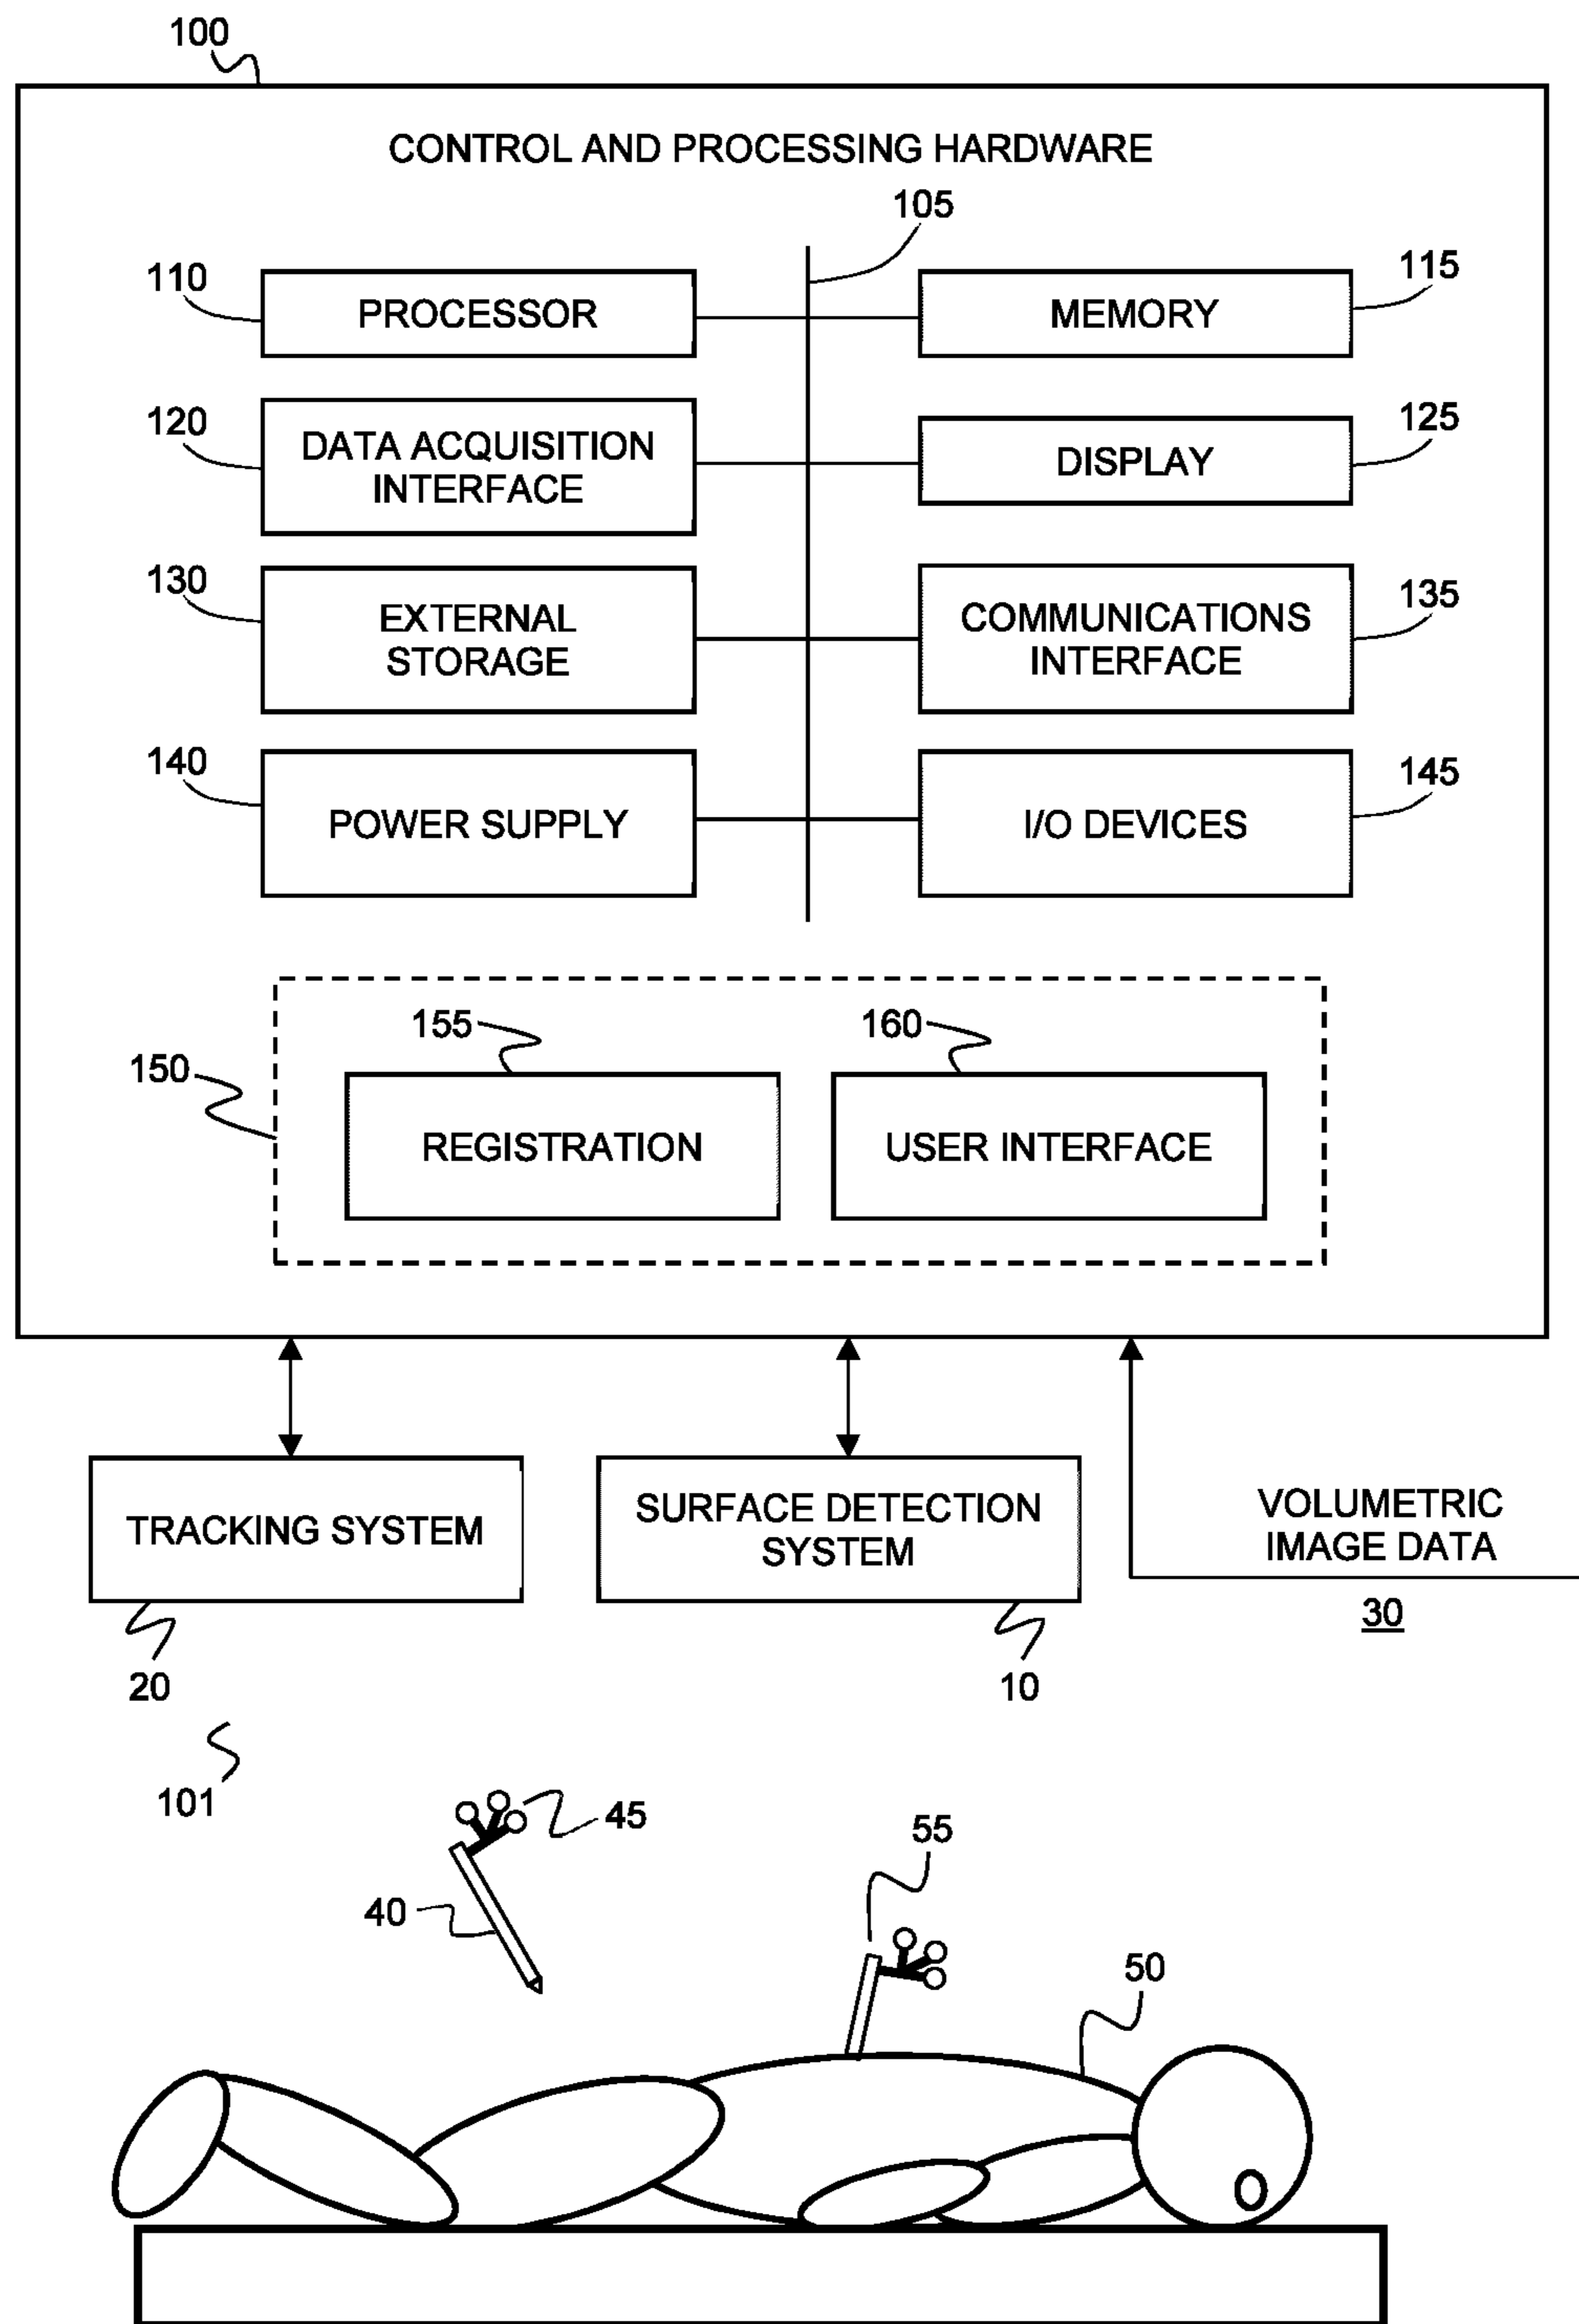 100
CONTROL AND PROCESSING HARDWARE
105
110
PROCESSOR
MEMORY
115
120
DATA ACQUISITION
INTERFACE
DISPLAY
125
130
EXTERNAL
STORAGE
COMMUNICATIONS
INTERFACE
135
140
POWER SUPPLY
I/O DEVICES
145
150
155
REGISTRATION
160
USER INTERFACE
TRACKING SYSTEM
SURFACE DETECTION
SYSTEM
VOLUMETRIC
IMAGE DATA
30
20
10
101
45
40
55
50